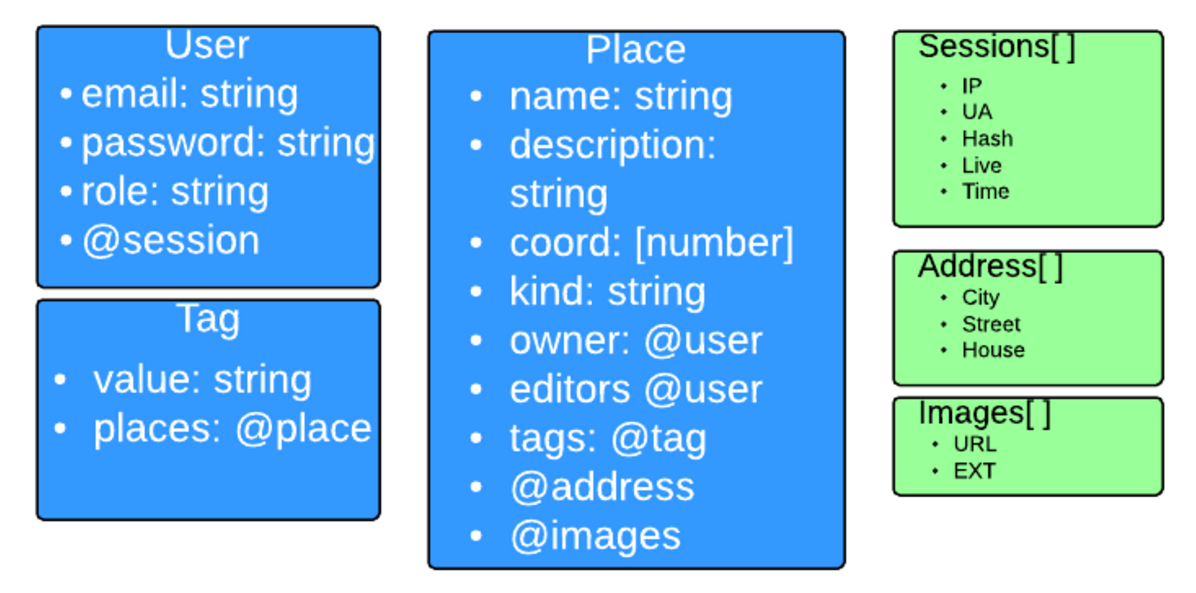 User
• email: string
• password: string
• role: string
• @session
Tag
• value: string
• places: @place
Place
• name: string
• description:
string
• coord: [number]
• kind: string
• owner: @user
• editors @user
• tags: @tag
• @address
• @images
Sessions[ ]
• IP
• UA
• Hash
• Live
• Time
Address[ ]
• City
• Street
• House
Images[ ]
• URL
• EXT